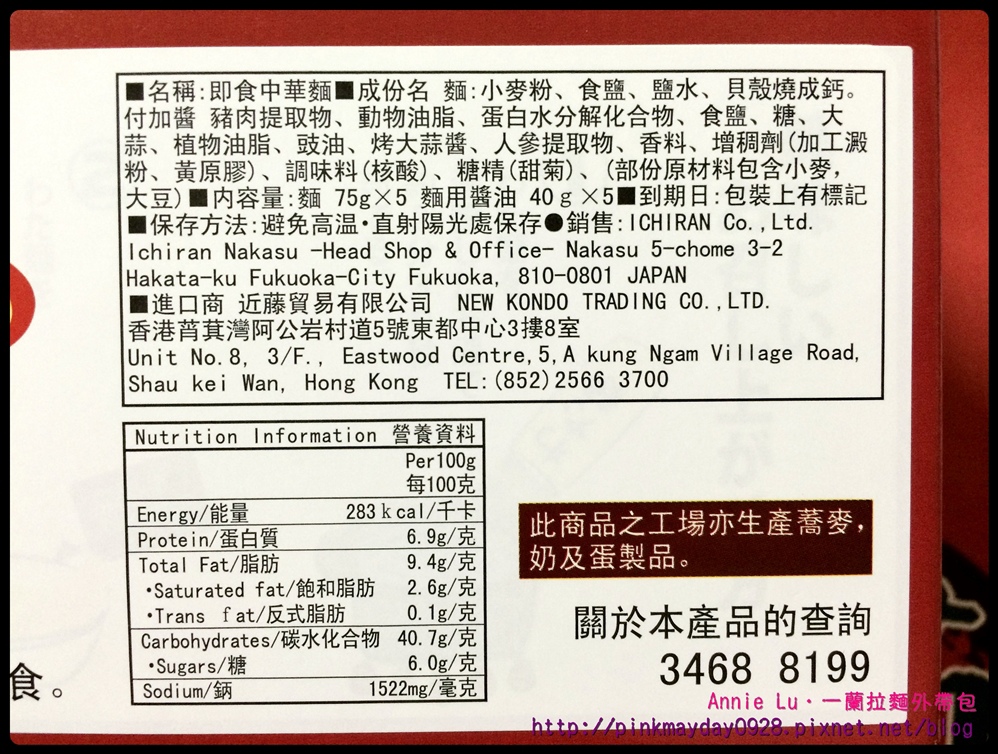 ■名稱:即食中華麵■成份名 麵:小麥粉、食鹽、鹽水、貝殼燒成鈣。
付加醬 豬肉提取物、動物油脂、蛋白水分解化合物、食鹽、糖、大
蒜、植物油脂、豉油、烤大蒜醬、人參提取物、香料、增稠劑(加工澱
粉、黃原膠)、調味料(核酸)、糖精(甜菊)、(部份原材料包含小麥,
大豆)■内容量:麵 75g×5 麵用醬油 40g×5■到期日:包裝上有標記
■保存方法:避免高温・直射陽光處保存●銷售:ICHIRAN Co.,Ltd.
Ichiran Nakasu -Head Shop & Office- Nakasu 5-chome 3-2
Hakata-ku Fukuoka-City Fukuoka, 810-0801 JAPAN
■進口商 近藤貿易有限公司 NEW KONDO TRADING CO.,LTD.
香港筲萁灣阿公岩村道5號東都中心3摟8室
Unit No.8, 3/F., Eastwood Centre,5,A kung Ngam Village Road,
Shau kei Wan, Hong Kong TEL:(852)2566 3700
Nutrition Information 營養資料
Per100g
每100克
Energy/能量 283kcal/千卡
Protein/蛋白質 6.9g/克
Total Fat/脂肪 9.4g/克
・Saturated fat/飽和脂肪 2.6g/克
・Trans fat/反式脂肪 0.1g/克
Carbohydrates/碳水化合物 40.7g/克
・Sugars/糖 6.0g/克
Sodium/鈉 1522mg/毫克
此商品之工場亦生產蕎麥,
奶及蛋製品。
關於本產品的查詢
3468 8199
食。
Annie Lu・一蘭拉麵外帶包
http://pinkmayday0928.pixnet.net/blog